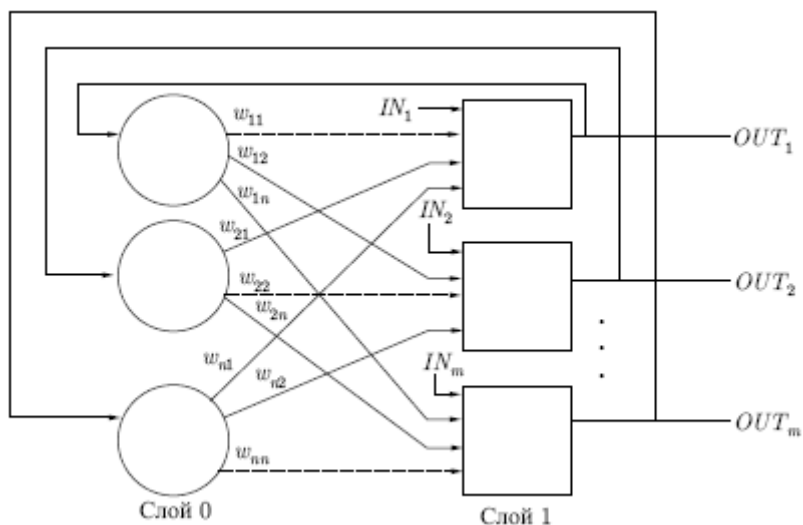 IN₁
w₁₁
OUT₁
w₁₂
w₁ₙ
IN₂
w₂₁
w₂₂
OUT₂
w₂ₙ
wₙ₁
INₘ
wₙ₂
OUTₘ
wₙₙ
Слой 0
Слой 1